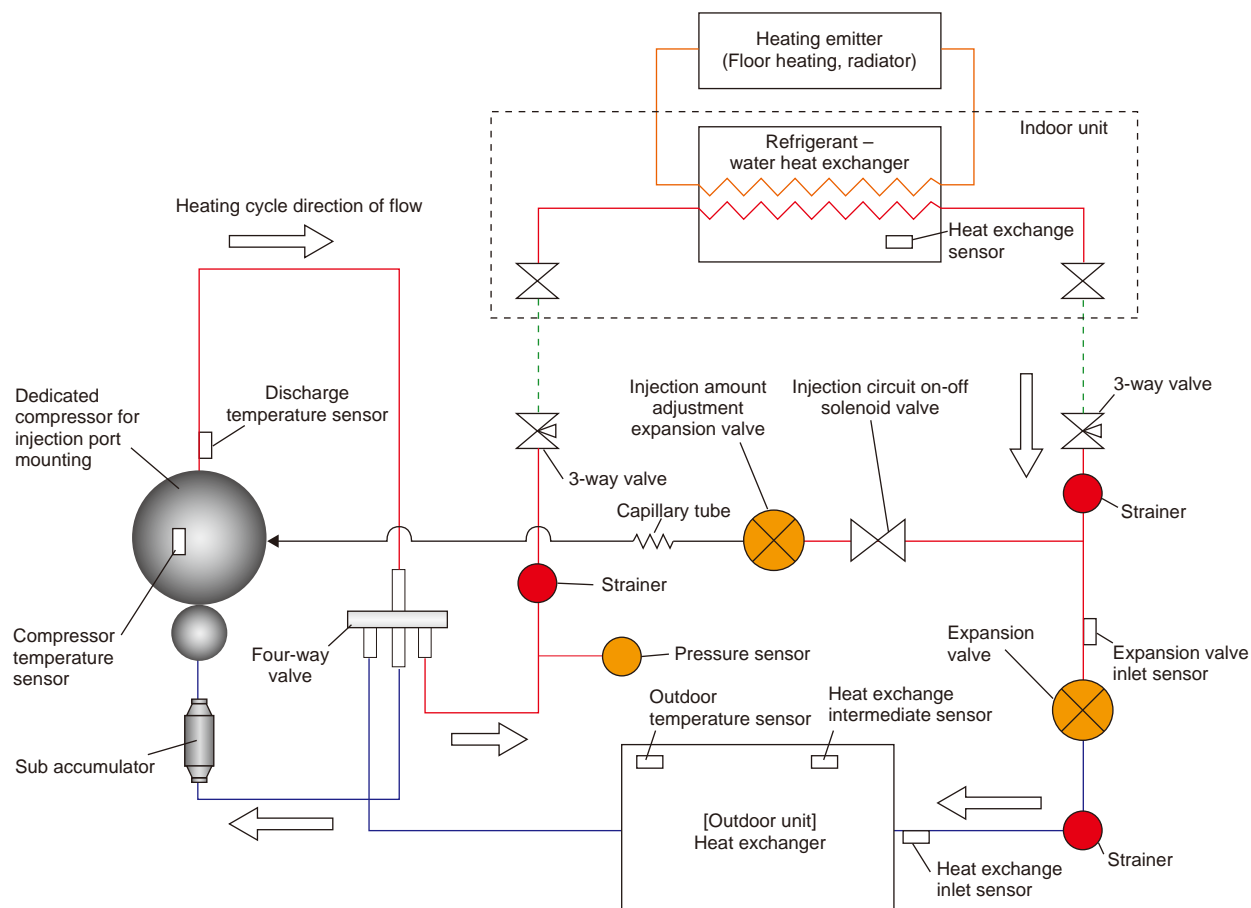 Heating emitter
(Floor heating, radiator)
Indoor unit
Refrigerant –
water heat exchanger
Heating cycle direction of flow
Heat exchange
sensor
Dedicated
compressor for
injection port
mounting
Discharge
temperature sensor
Injection amount
adjustment
expansion valve
Injection circuit on-off
solenoid valve
3-way valve
3-way valve
Capillary tube
Strainer
Strainer
Compressor
temperature
sensor
Four-way
valve
Pressure sensor
Expansion
valve
Expansion valve
inlet sensor
Outdoor
temperature sensor
Heat exchange
intermediate sensor
Sub accumulator
[Outdoor unit]
Heat exchanger
Strainer
Heat exchange
inlet sensor